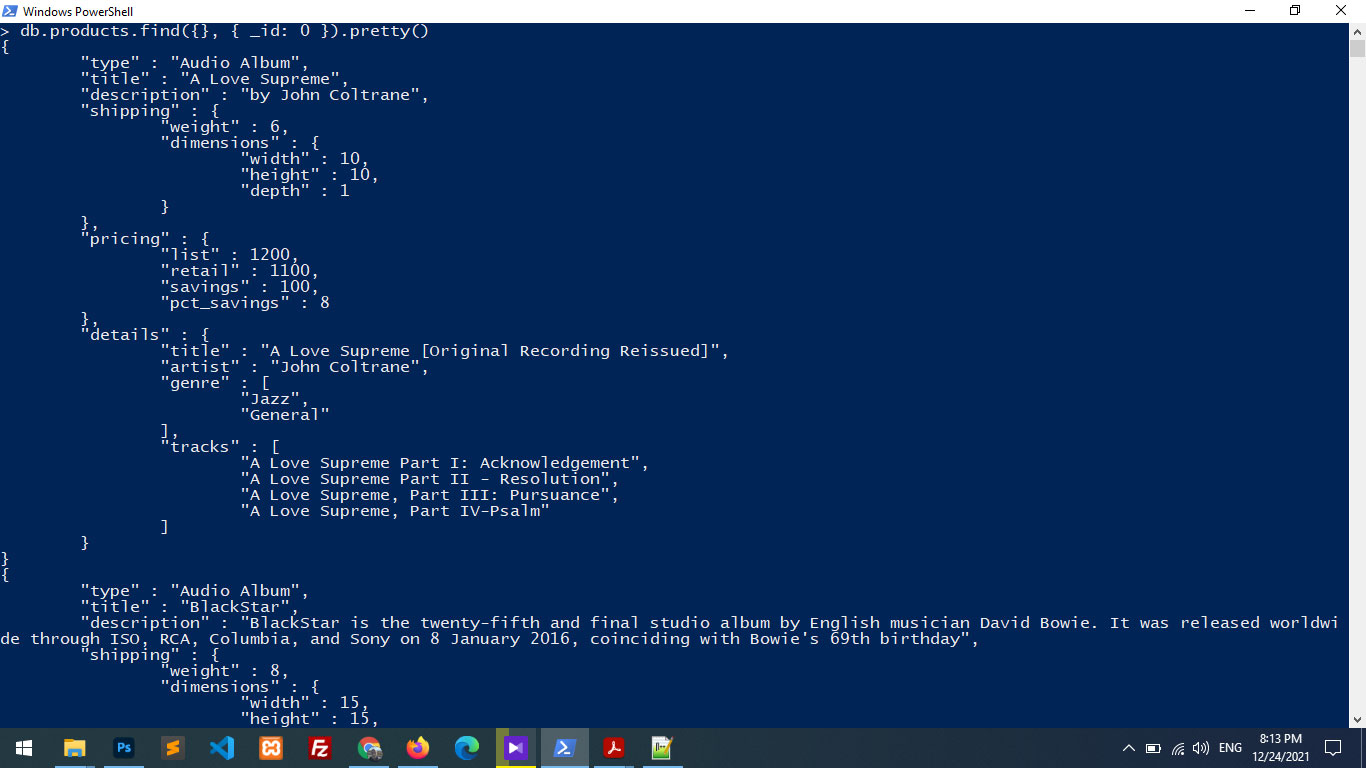 Windows PowerShell
> db.products.find({}, { _id: 0 }).pretty()
{
        "type" : "Audio Album",
        "title" : "A Love Supreme",
        "description" : "by John Coltrane",
        "shipping" : {
                "weight" : 6,
                "dimensions" : {
                        "width" : 10,
                        "height" : 10,
                        "depth" : 1
                }
        },
        "pricing" : {
                "list" : 1200,
                "retail" : 1100,
                "savings" : 100,
                "pct_savings" : 8
        },
        "details" : {
                "title" : "A Love Supreme [Original Recording Reissued]",
                "artist" : "John Coltrane",
                "genre" : [
                        "Jazz",
                        "General"
                ],
                "tracks" : [
                        "A Love Supreme Part I: Acknowledgement",
                        "A Love Supreme Part II - Resolution",
                        "A Love Supreme, Part III: Pursuance",
                        "A Love Supreme, Part IV-Psalm"
                ]
        }
}
{
        "type" : "Audio Album",
        "title" : "BlackStar",
        "description" : "BlackStar is the twenty-fifth and final studio album by English musician David Bowie. It was released worldwi
de through ISO, RCA, Columbia, and Sony on 8 January 2016, coinciding with Bowie's 69th birthday",
        "shipping" : {
                "weight" : 8,
                "dimensions" : {
                        "width" : 15,
                        "height" : 15,
Ps
ENG
8:13 PM
12/24/2021